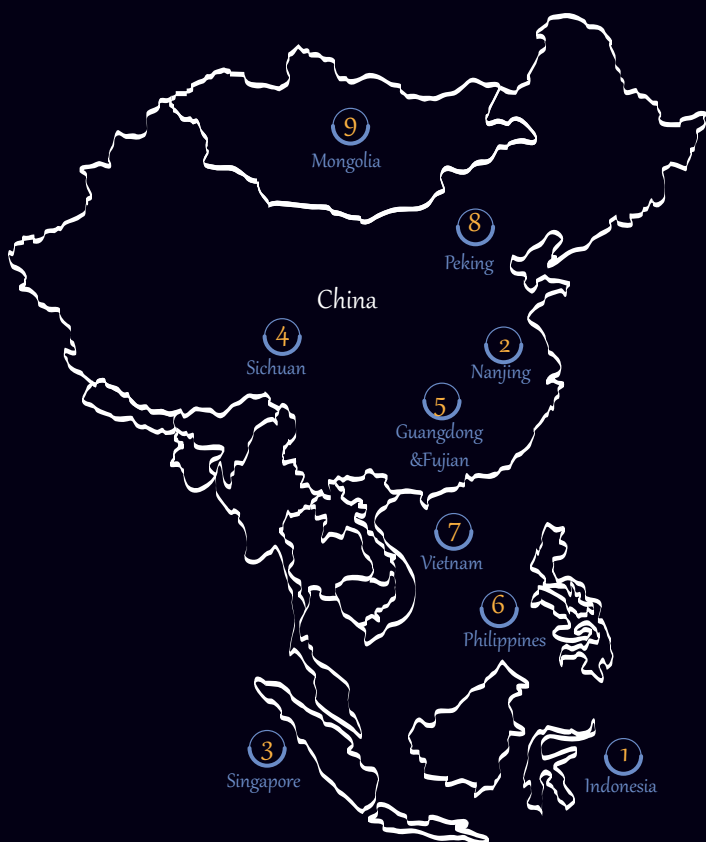 9
Mongolia
8
Peking
China
4
Sichuan
2
Nanjing
5
Guangdong
&Fujian
7
Vietnam
6
Philippines
3
Singapore
1
Indonesia